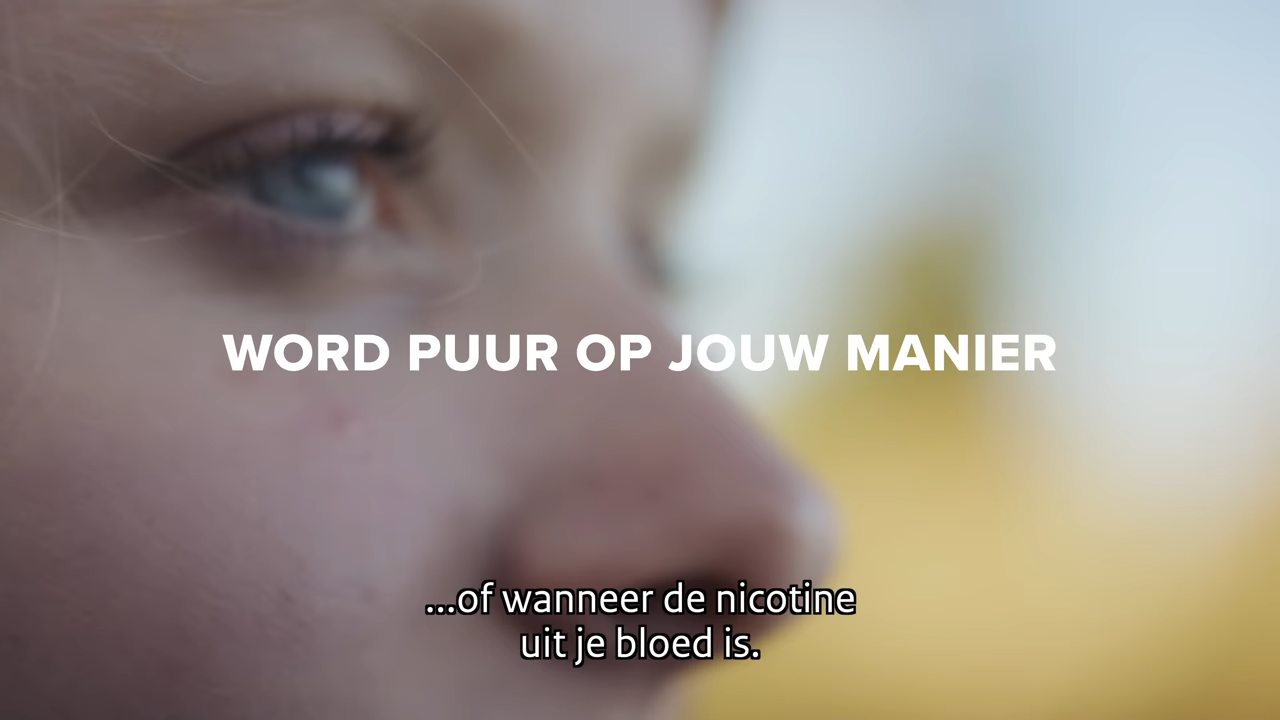 WORD PUUR OP JOUW MANIER
...of wanneer de nicotine
uit je bloed is.